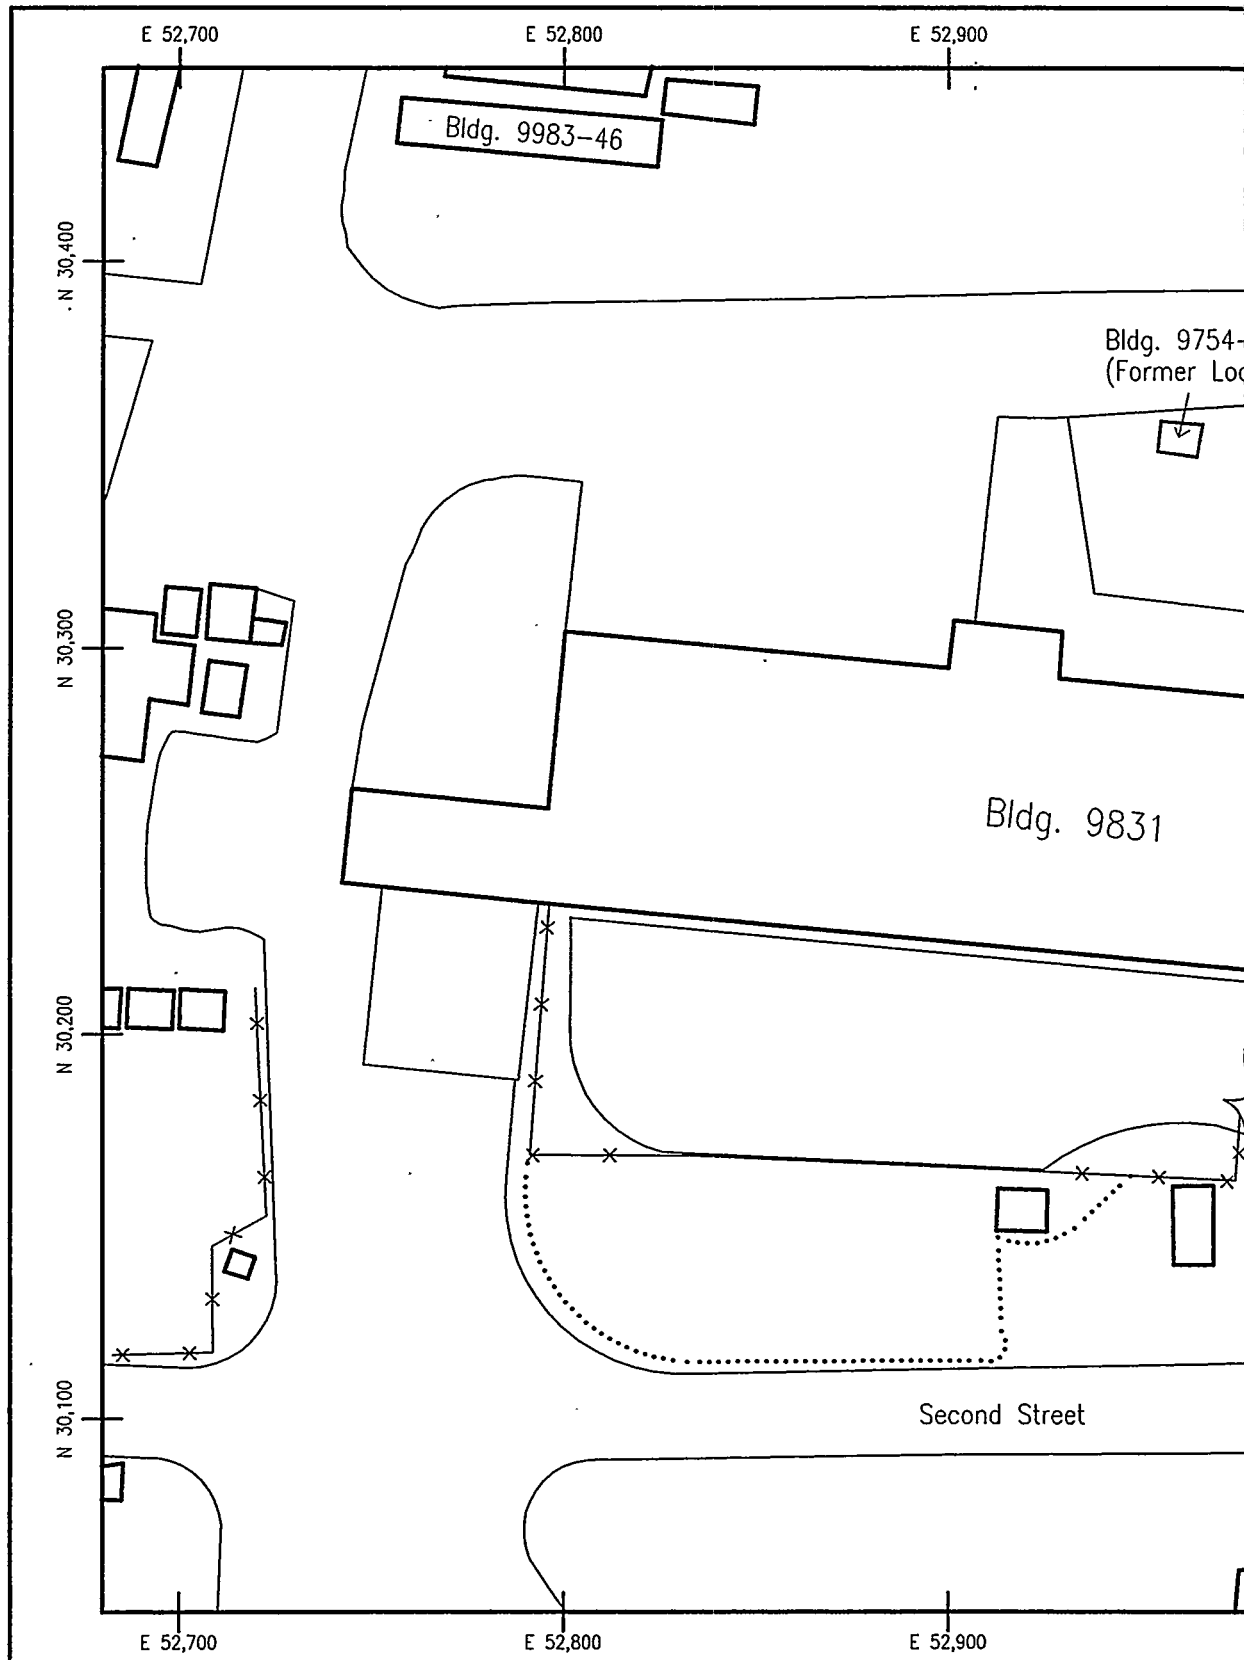 E 52,700
E 52,800
E 52,900
Bldg. 9983-46
N 30,400
Bldg. 9754-
(Former Loc
N 30,300
Bldg. 9831
N 30,200
N 30,100
Second Street
E 52,700
E 52,800
E 52,900